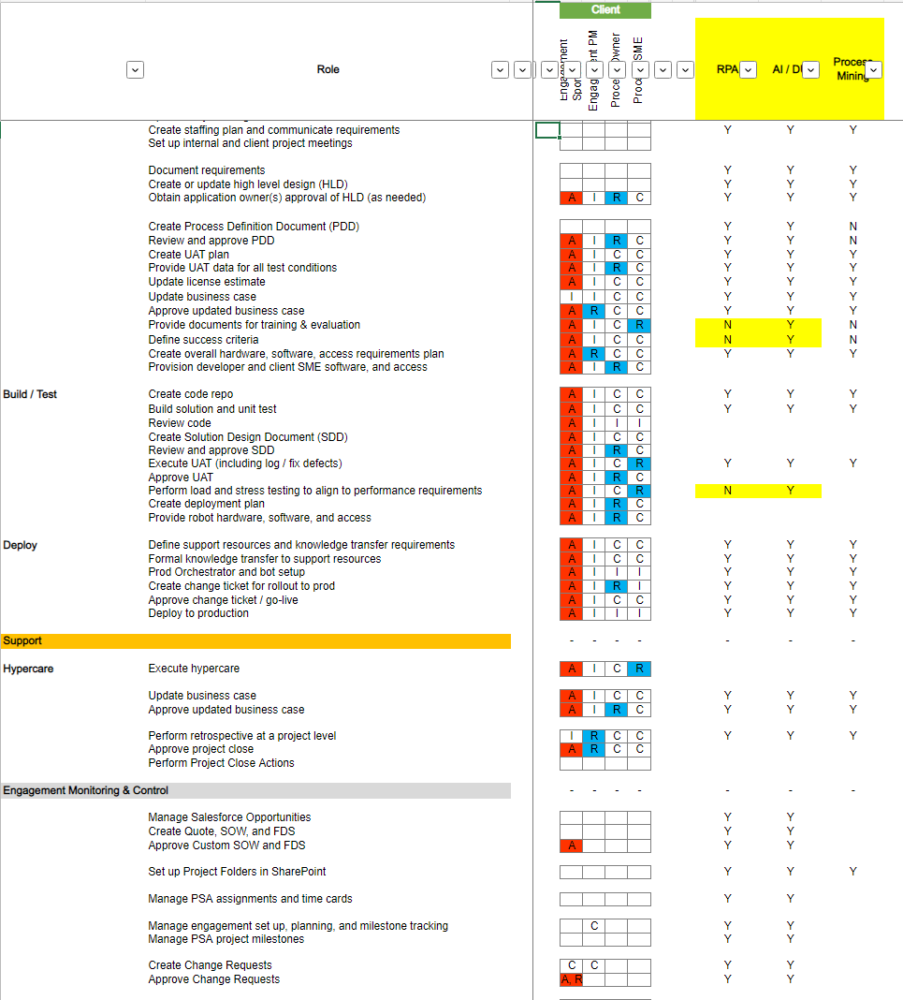 Client
Role
RPA AI / D Process Mining
Create staffing plan and communicate requirements Y Y Y
Set up internal and client project meetings
Document requirements Y Y Y
Create or update high level design (HLD) Y Y Y
Obtain application owner(s) approval of HLD (as needed) A I R C Y Y Y
Create Process Definition Document (PDD) Y Y N
Review and approve PDD A I R C Y Y N
Create UAT plan A I C C Y Y Y
Provide UAT data for all test conditions A I R C Y Y Y
Update license estimate A I C C Y Y Y
Update business case I I C C Y Y Y
Approve updated business case A R C C Y Y Y
Provide documents for training & evaluation A I C R N Y N
Define success criteria A I C C N Y N
Create overall hardware, software, access requirements plan A R C C Y Y Y
Provision developer and client SME software, and access A I R C
Build / Test Create code repo A I C C Y Y Y
Build solution and unit test A I C C Y Y Y
Review code A I I I
Create Solution Design Document (SDD) A I C C
Review and approve SDD A I R C
Execute UAT (including log / fix defects) A I C R Y Y Y
Approve UAT A I R C
Perform load and stress testing to align to performance requirements A I C R N Y
Create deployment plan A I R C
Provide robot hardware, software, and access A I R C
Deploy Define support resources and knowledge transfer requirements A I C C Y Y Y
Formal knowledge transfer to support resources A I C C Y Y Y
Prod Orchestrator and bot setup A I I I Y Y Y
Create change ticket for rollout to prod A I R I Y Y Y
Approve change ticket / go-live A I C C Y Y Y
Deploy to production A I I I Y Y Y
Support - - - - - - -
Hypercare Execute hypercare A I C R
Update business case A I C C Y Y Y
Approve updated business case A I R C Y Y Y
Perform retrospective at a project level I R C C Y Y Y
Approve project close A R C C
Perform Project Close Actions
Engagement Monitoring & Control - - - - - - -
Manage Salesforce Opportunities Y Y
Create Quote, SOW, and FDS Y Y
Approve Custom SOW and FDS A Y Y
Set up Project Folders in SharePoint Y Y Y
Manage PSA assignments and time cards Y Y
Manage engagement set up, planning, and milestone tracking C Y Y
Manage PSA project milestones Y Y
Create Change Requests C C Y Y
Approve Change Requests A, R Y Y